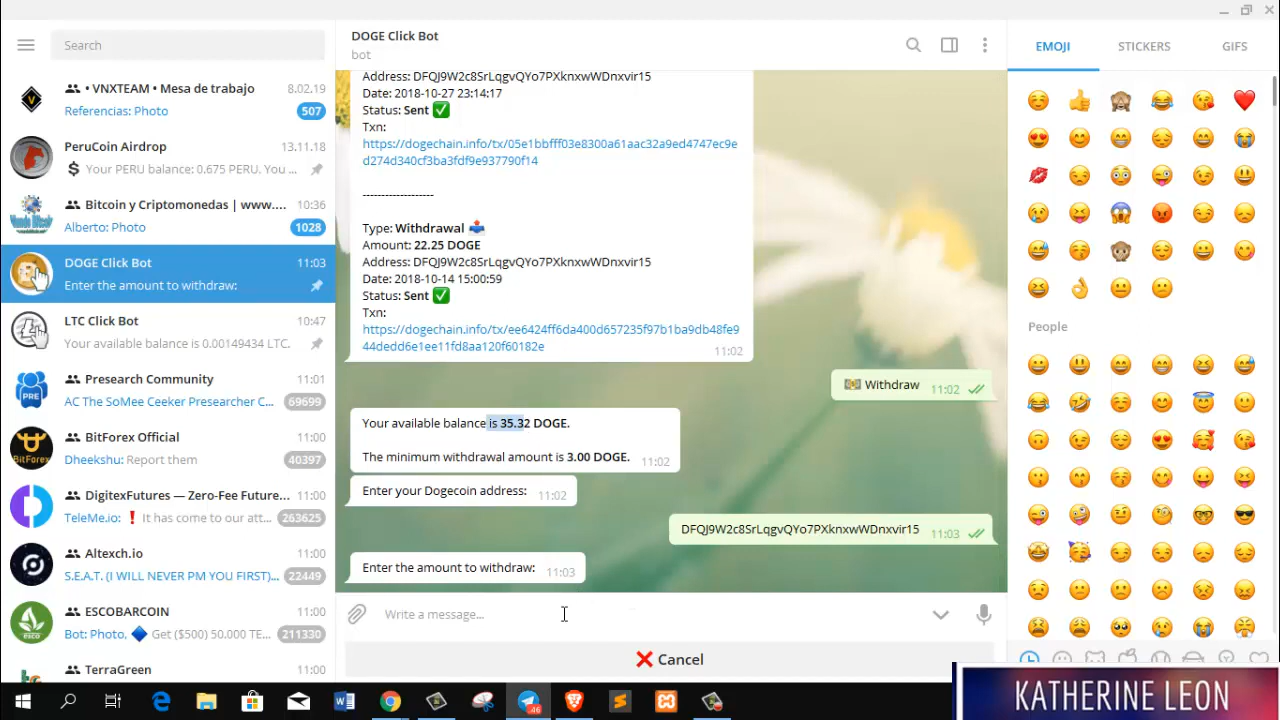 Search
• VNXTEAM • Mesa de trabajo 8.02.19
Referencias: Photo 507
PeruCoin Airdrop 13.11.18
Your PERU balance: 0.675 PERU, You ...
Bitcoin y Criptomonedas | www.... 10:36
Alberto: Photo 1028
DOGE Click Bot 11:03
Enter the amount to withdraw:
LTC Click Bot 10:47
Your available balance is 0.00149434 LTC.
Presearch Community 11:01
AC The SoMee Ceeker Presearcher C... 69699
BitForex Official 11:00
Dheekshu: Report them 40397
DigitexFutures — Zero-Fee Future... 11:00
TeleMe.io: ❗ It has come to our att... 263625
Altexch.io 11:00
S.E.A.T. (I WILL NEVER PM YOU FIRST)... 22449
ESCOBARCOIN 11:00
Bot: Photo, 🔷 Get ($500) 50.000 TE... 211330
TerraGreen 11:00
DOGE Click Bot
bot
Address: DFQJ9W2c8SrLqgvQYo7PXknxwWDnxvir15
Date: 2018-10-27 23:14:17
Status: Sent ✅
Txn:
https://dogechain.info/tx/05e1bbfff03e8300a61aac32a9ed4747ec9e
d274d340cf3ba3fdf9e937790f14
-------------------
Type: Withdrawal 📤
Amount: 22.25 DOGE
Address: DFQJ9W2c8SrLqgvQYo7PXknxwWDnxvir15
Date: 2018-10-14 15:00:59
Status: Sent ✅
Txn:
https://dogechain.info/tx/ee6424ff6da400d657235f97b1ba9db48fe9
44dedd6e1ee11fd8aa120f60182e 11:02
💵 Withdraw 11:02
Your available balance is 35.32 DOGE.
The minimum withdrawal amount is 3.00 DOGE. 11:02
Enter your Dogecoin address: 11:02
DFQJ9W2c8SrLqgvQYo7PXknxwWDnxvir15 11:03
Enter the amount to withdraw: 11:03
Write a message...
❌ Cancel
EMOJI STICKERS GIFS
People
46
KATHERINE LEON